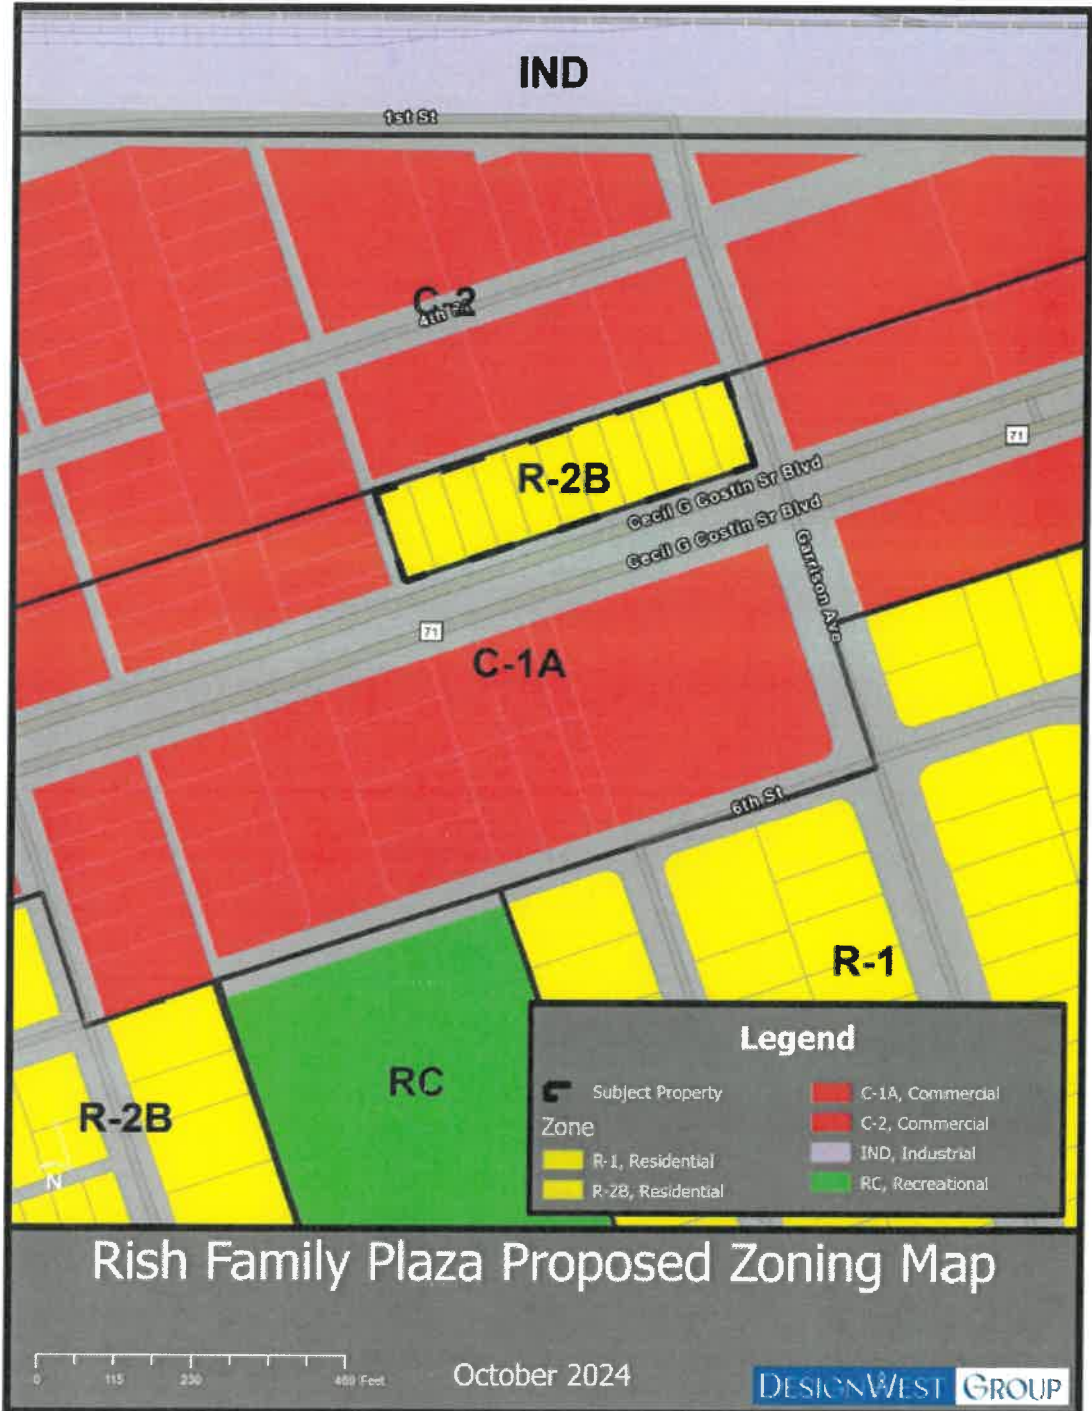 IND
1st St
C-2
4th St
R-2B
Cecil G Costin Sr Blvd
Cecil G Costin Sr Blvd
71
71
Garrison Ave
C-1A
6th St
R-1
RC
R-2B
N
Legend
Subject Property
Zone
R-1, Residential
R-2B, Residential
C-1A, Commercial
C-2, Commercial
IND, Industrial
RC, Recreational
Rish Family Plaza Proposed Zoning Map
0 115 230 460 Feet
October 2024
DESIGNWEST GROUP